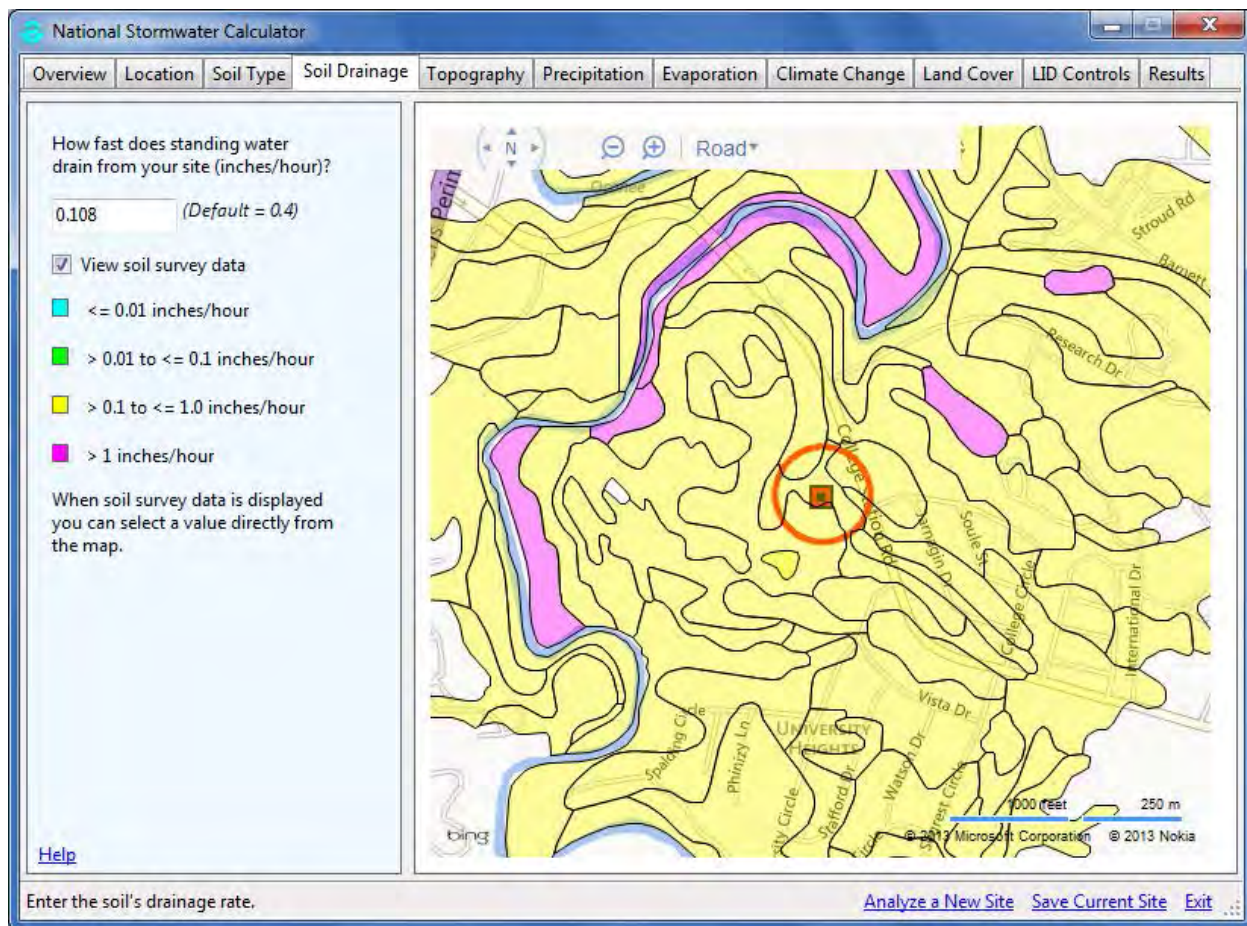 National Stormwater Calculator
Overview
Location
Soil Type
Soil Drainage
Topography
Precipitation
Evaporation
Climate Change
Land Cover
LID Controls
Results
How fast does standing water
drain from your site (inches/hour)?
0.108
(Default = 0.4)
View soil survey data
<= 0.01 inches/hour
> 0.01 to <= 0.1 inches/hour
> 0.1 to <= 1.0 inches/hour
> 1 inches/hour
When soil survey data is displayed
you can select a value directly from
the map.
Help
N
Road
Perim
Stroud Rd
Barnett
Research Dr
College Station Rd
Soule St
College Circle
International Dr
Vista Dr
UNIVERSITY
HEIGHTS
Spalding Circle
Phinizy Ln
Stafford Dr
Watson Dr
1000 feet
250 m
bing
© 2013 Microsoft Corporation
© 2013 Nokia
Enter the soil's drainage rate.
Analyze a New Site
Save Current Site
Exit